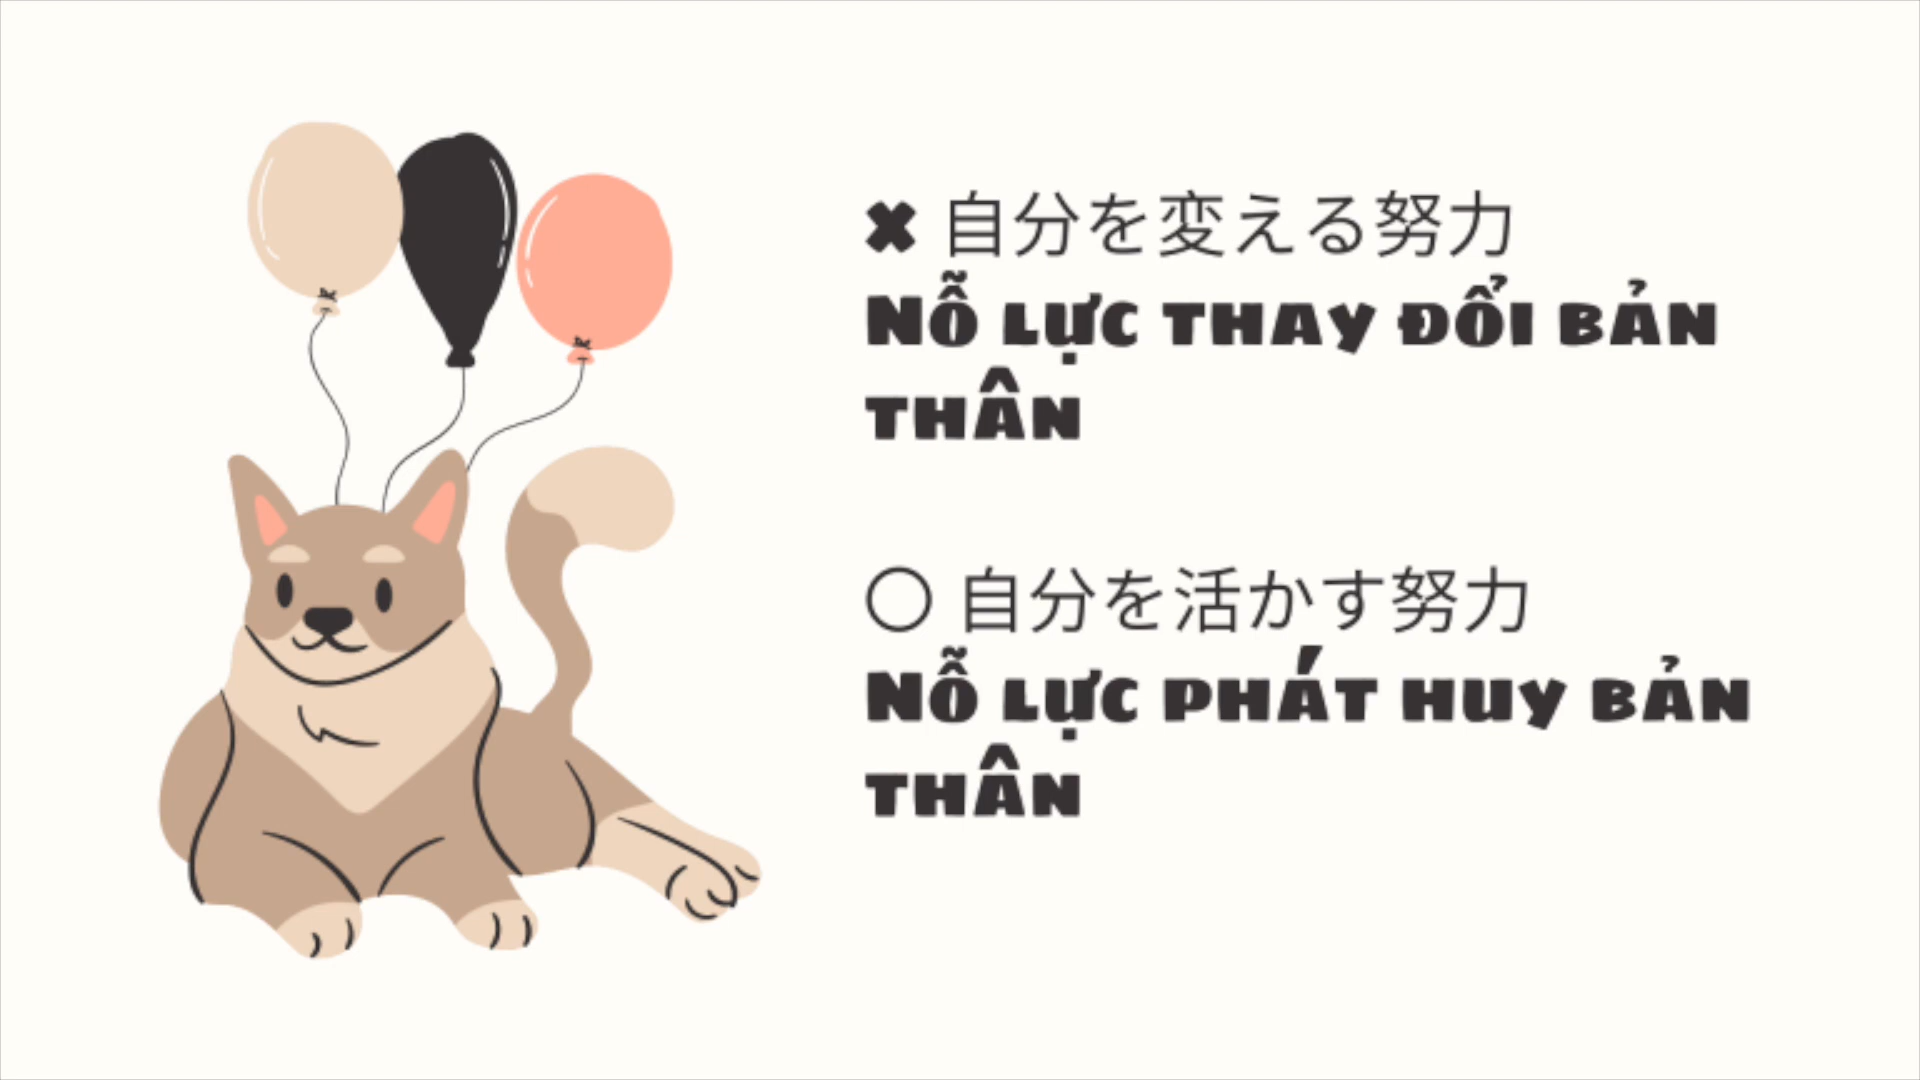 ✖ 自分を変える努力
Nỗ lực thay đổi bản
thân
〇 自分を活かす努力
Nỗ lực phát huy bản
thân